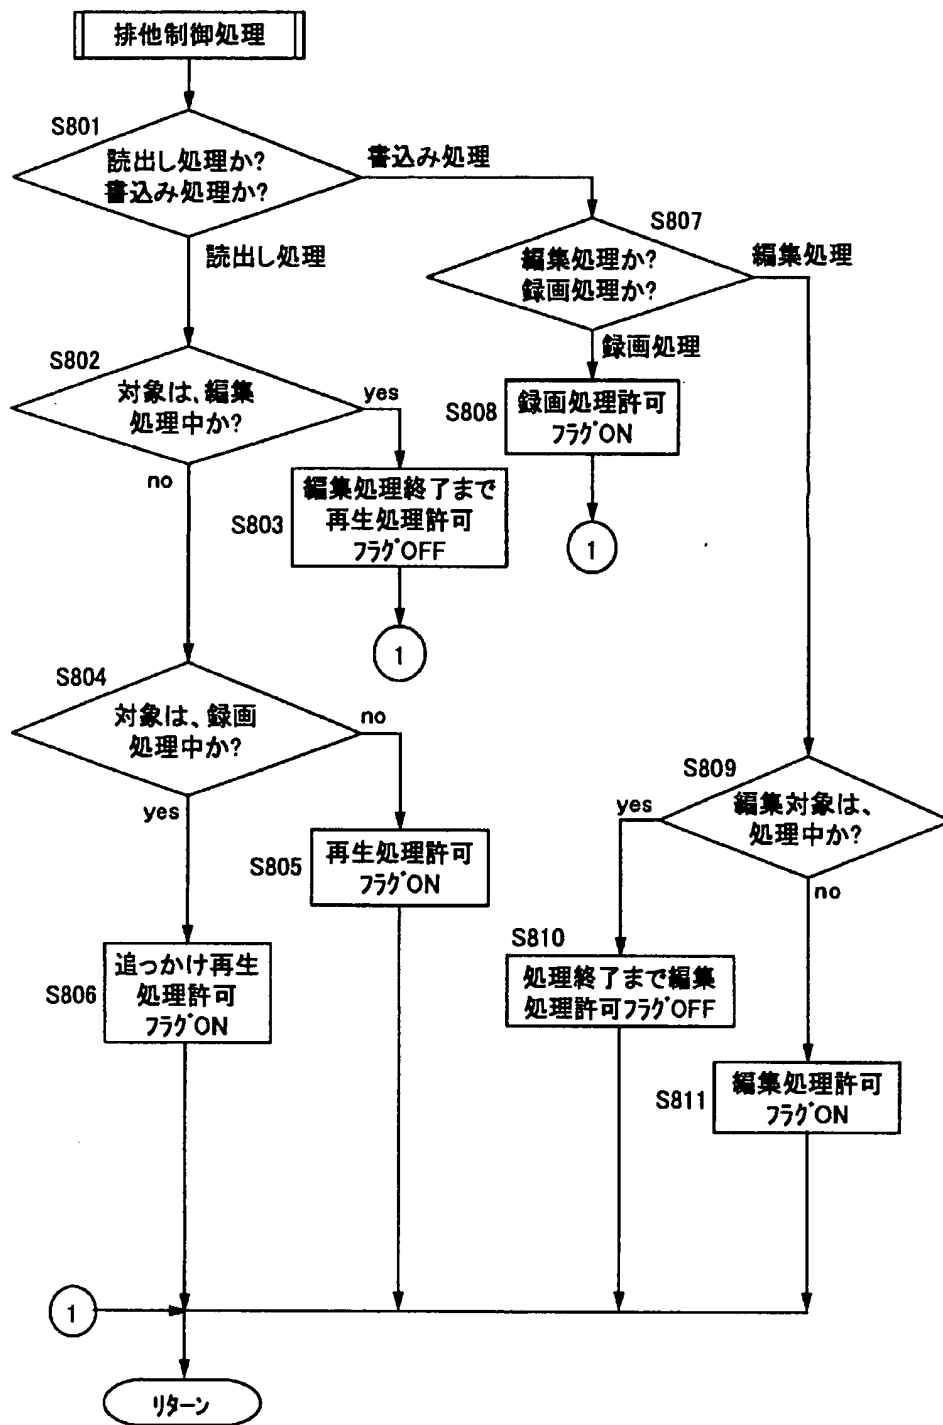 排他制御処理
S801
読出し処理か?
書込み処理か?
書込み処理
読出し処理
S807
編集処理か?
録画処理か?
編集処理
録画処理
S802
対象は、編集
処理中か?
yes
no
S808
録画処理許可
フラグON
1
S803
編集処理終了まで
再生処理許可
フラグOFF
1
S804
対象は、録画
処理中か?
no
yes
S805
再生処理許可
フラグON
S806
追っかけ再生
処理許可
フラグON
S809
編集対象は、
処理中か?
yes
no
S810
処理終了まで編集
処理許可フラグOFF
S811
編集処理許可
フラグON
1
リターン